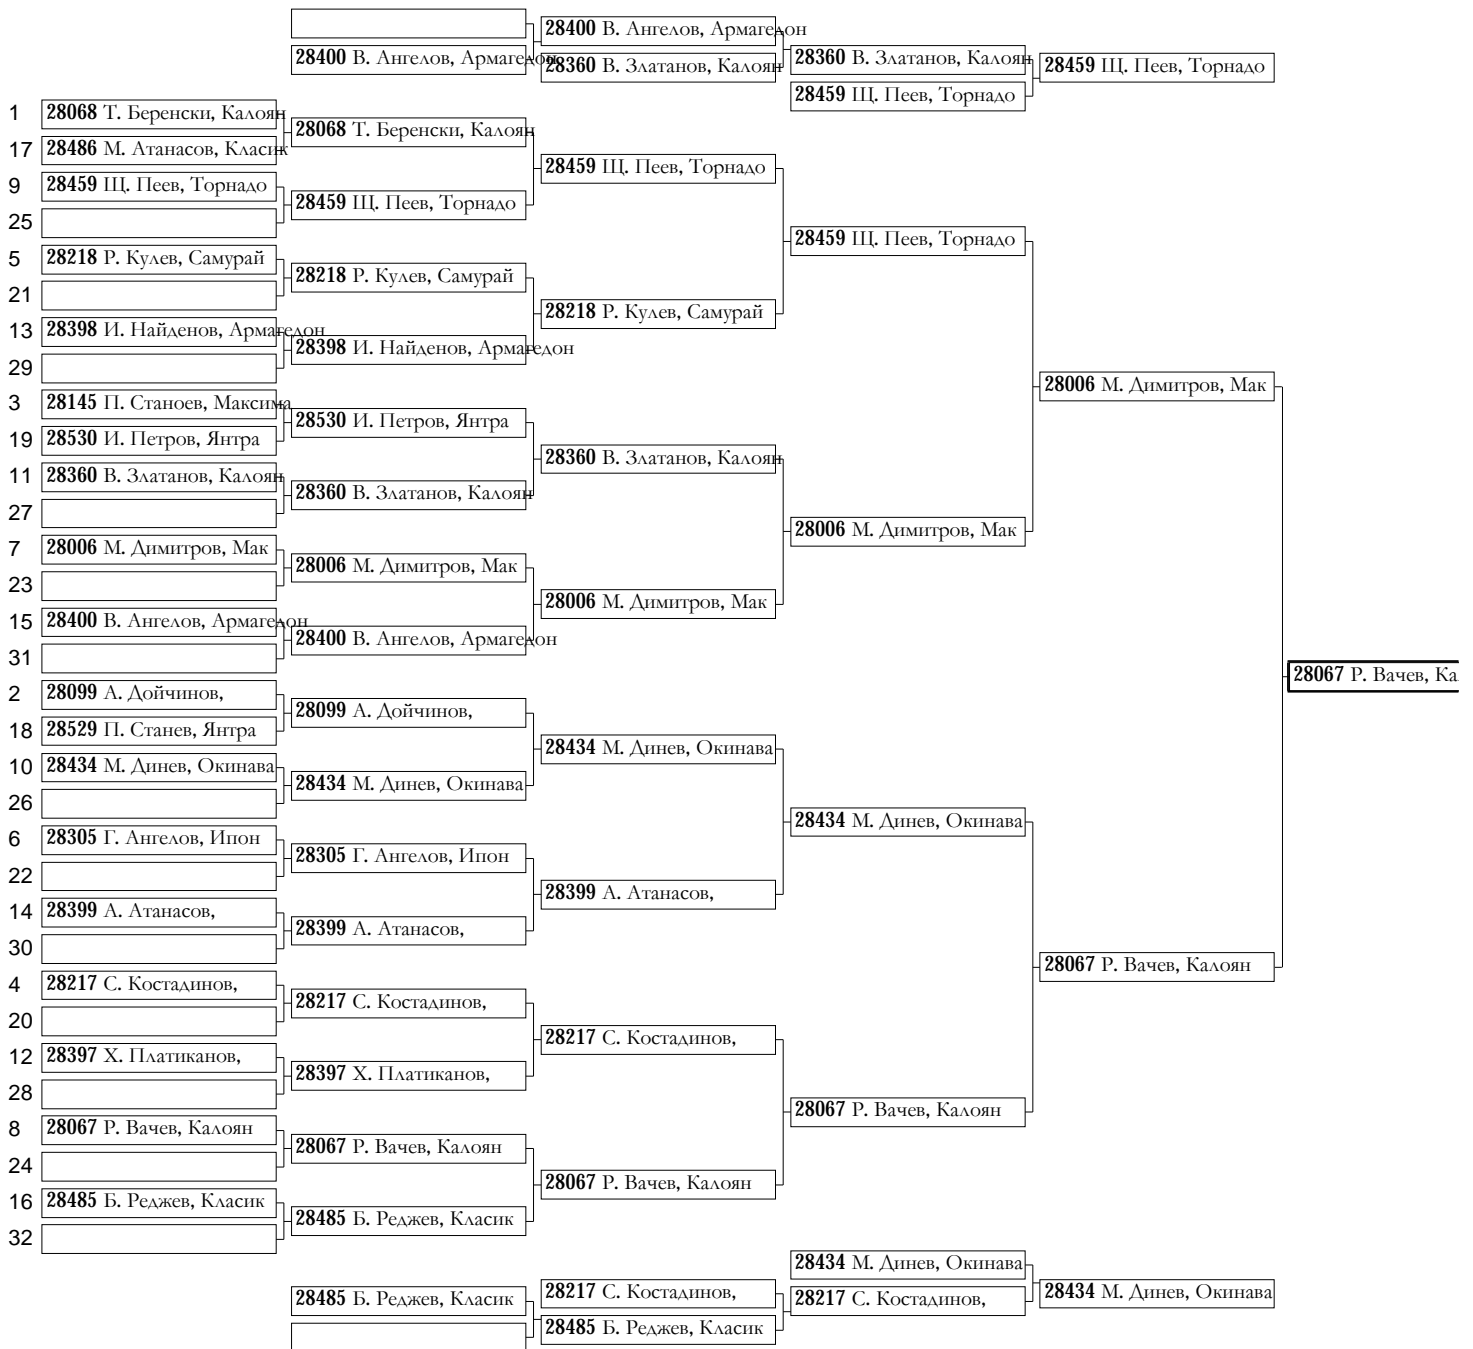 28400 В. Ангелов, Армагедон
28400 В. Ангелов, Армагедон
28360 В. Златанов, Калоян
28360 В. Златанов, Калоян
28459 Щ. Пеев, Торнадо
28459 Щ. Пеев, Торнадо
1 28068 Т. Беренски, Калоян
17 28486 М. Атанасов, Класик
9 28459 Щ. Пеев, Торнадо
25
5 28218 Р. Кулев, Самурай
21
13 28398 И. Найденов, Армагедон
29
3 28145 П. Станоев, Максима
19 28530 И. Петров, Янтра
11 28360 В. Златанов, Калоян
27
7 28006 М. Димитров, Мак
23
15 28400 В. Ангелов, Армагедон
31
2 28099 А. Дойчинов,
18 28529 П. Станев, Янтра
10 28434 М. Динев, Окинава
26
6 28305 Г. Ангелов, Ипон
22
14 28399 А. Атанасов,
30
4 28217 С. Костадинов,
20
12 28397 Х. Платиканов,
28
8 28067 Р. Вачев, Калоян
24
16 28485 Б. Реджев, Класик
32
28068 Т. Беренски, Калоян
28459 Щ. Пеев, Торнадо
28218 Р. Кулев, Самурай
28398 И. Найденов, Армагедон
28530 И. Петров, Янтра
28360 В. Златанов, Калоян
28006 М. Димитров, Мак
28400 В. Ангелов, Армагедон
28099 А. Дойчинов,
28434 М. Динев, Окинава
28305 Г. Ангелов, Ипон
28399 А. Атанасов,
28217 С. Костадинов,
28397 Х. Платиканов,
28067 Р. Вачев, Калоян
28485 Б. Реджев, Класик
28459 Щ. Пеев, Торнадо
28218 Р. Кулев, Самурай
28360 В. Златанов, Калоян
28006 М. Димитров, Мак
28434 М. Динев, Окинава
28399 А. Атанасов,
28217 С. Костадинов,
28067 Р. Вачев, Калоян
28459 Щ. Пеев, Торнадо
28006 М. Димитров, Мак
28434 М. Динев, Окинава
28067 Р. Вачев, Калоян
28006 М. Димитров, Мак
28067 Р. Вачев, Калоян
28067 Р. Вачев, Ка
28485 Б. Реджев, Класик
28217 С. Костадинов,
28485 Б. Реджев, Класик
28434 М. Динев, Окинава
28217 С. Костадинов,
28434 М. Динев, Окинава